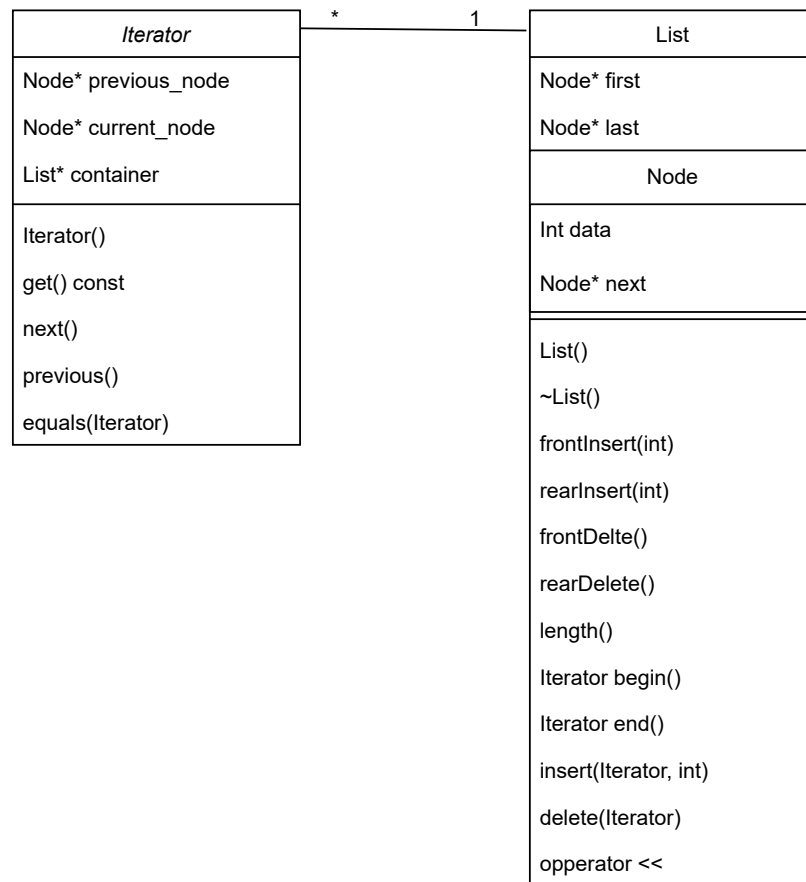 Iterator
Node* previous_node
Node* current_node
List* container
Iterator()
get() const
next()
previous()
equals(Iterator)
*
1
List
Node* first
Node* last
Node
Int data
Node* next
List()
~List()
frontInsert(int)
rearInsert(int)
frontDelte()
rearDelete()
length()
Iterator begin()
Iterator end()
insert(Iterator, int)
delete(Iterator)
opperator <<